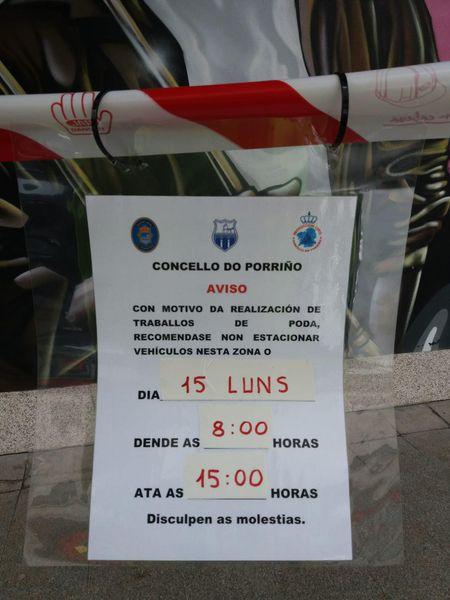 CONCELLO DO PORRIÑO
AVISO
CON MOTIVO DA REALIZACIÓN DE
TRABALLOS DE PODA,
RECOMENDASE NON ESTACIONAR
VEHÍCULOS NESTA ZONA O
DIA 15 LUNS
DENDE AS 8:00 HORAS
ATA AS 15:00 HORAS
Disculpen as molestias.